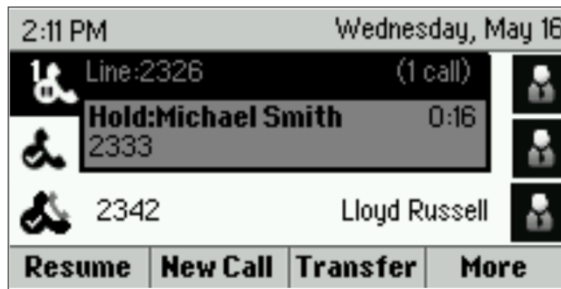 2:11 PM Wednesday, May 16
1 Line:2326 (1 call)
Hold:Michael Smith 0:16
2333
2342 Lloyd Russell
Resume New Call Transfer More